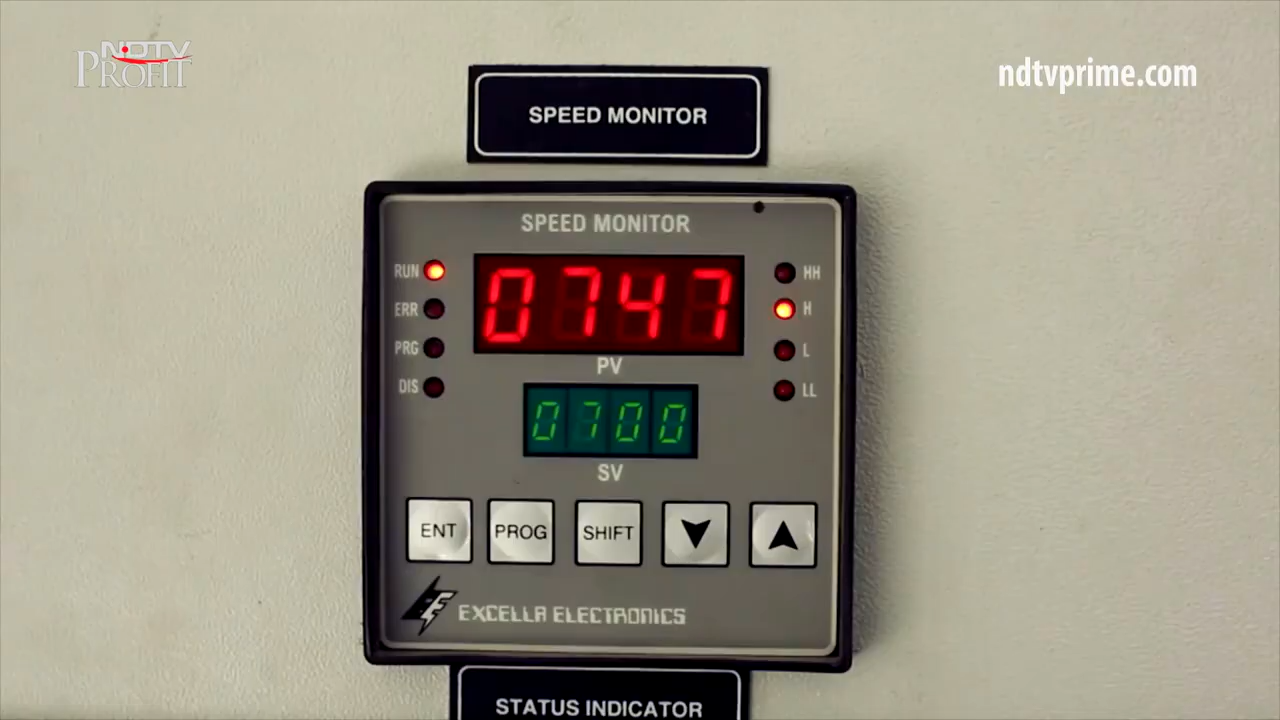 NDTV
PROFIT
ndtvprime.com
SPEED MONITOR
SPEED MONITOR
RUN
ERR
PRG
DIS
0747
HH
H
L
LL
PV
0700
SV
ENT
PROG
SHIFT
EXCELLA ELECTRONICS
STATUS INDICATOR